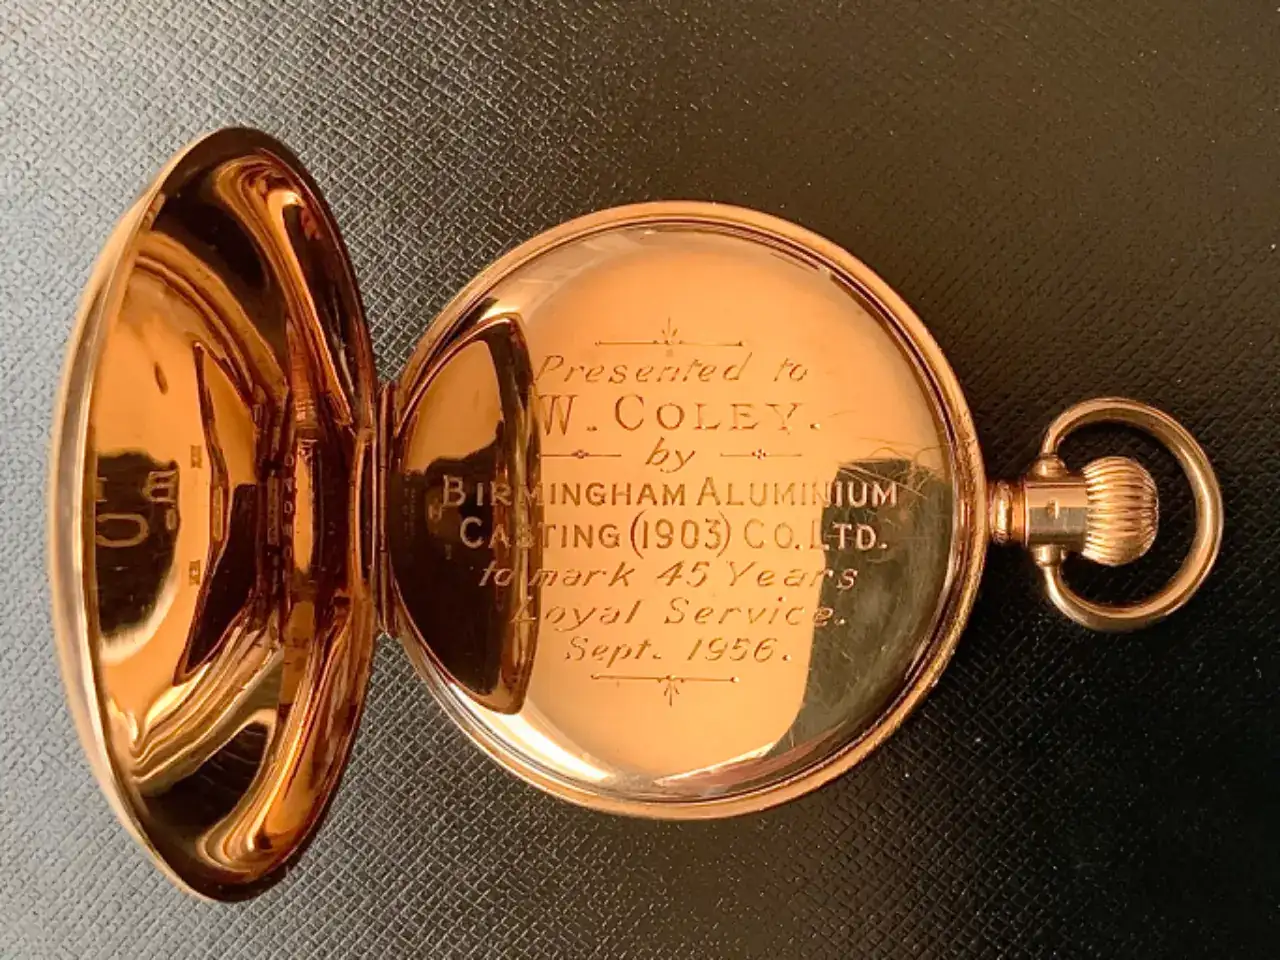 Presented to
W. COLEY.
by
BIRMINGHAM ALUMINIUM
CASTING (1903) CO. LTD.
to mark 45 Years
Loyal Service.
Sept. 1956.